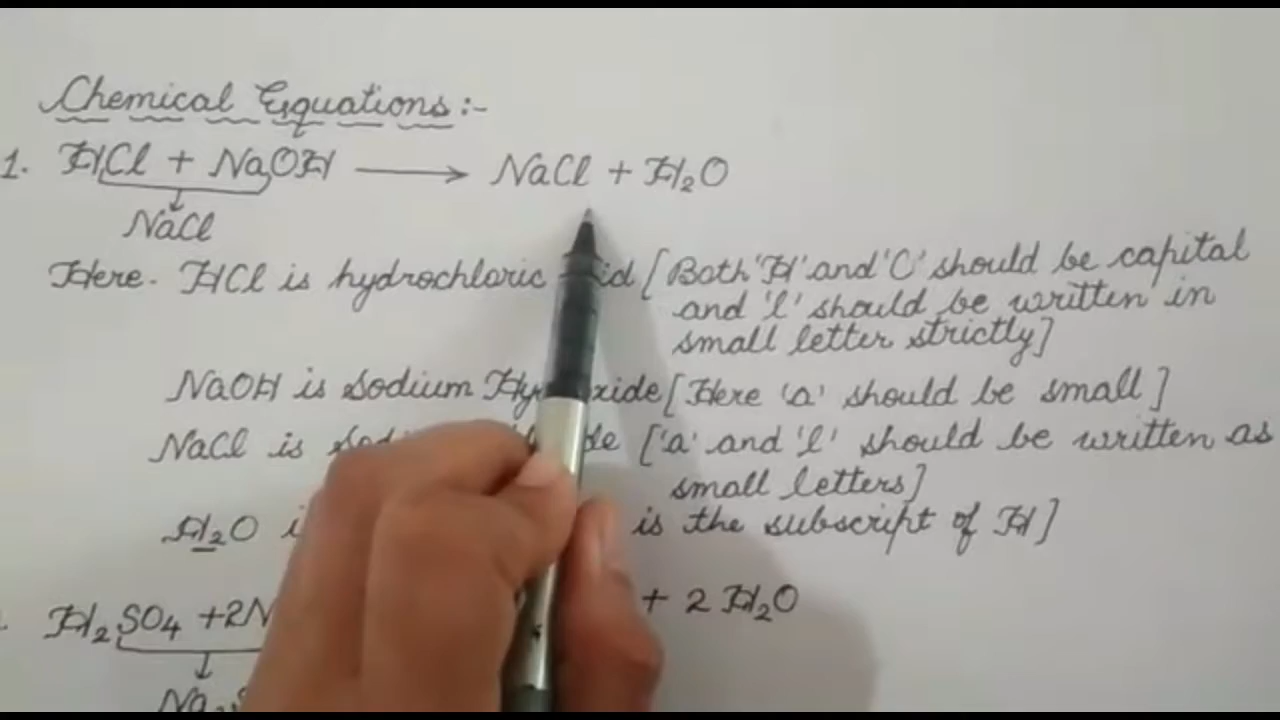 Chemical Equations :-
1. HCl + NaOH → NaCl + H₂O
NaCl
Here. HCl is hydrochloric [Both 'H' and 'C' should be capital
and 'l' should be written in
small letter strictly]
NaOH is Sodium [Here 'a' should be small]
NaCl is ['a' and 'l' should be written as
small letters]
H₂O is the subscript of H]
H₂SO₄ + 2N + 2H₂O